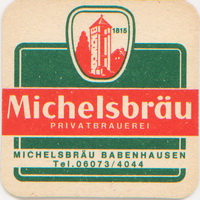 1815
Michelsbräu
PRIVATBRAUEREI
MICHELSBRÄU BABENHAUSEN
Tel.06073/4044